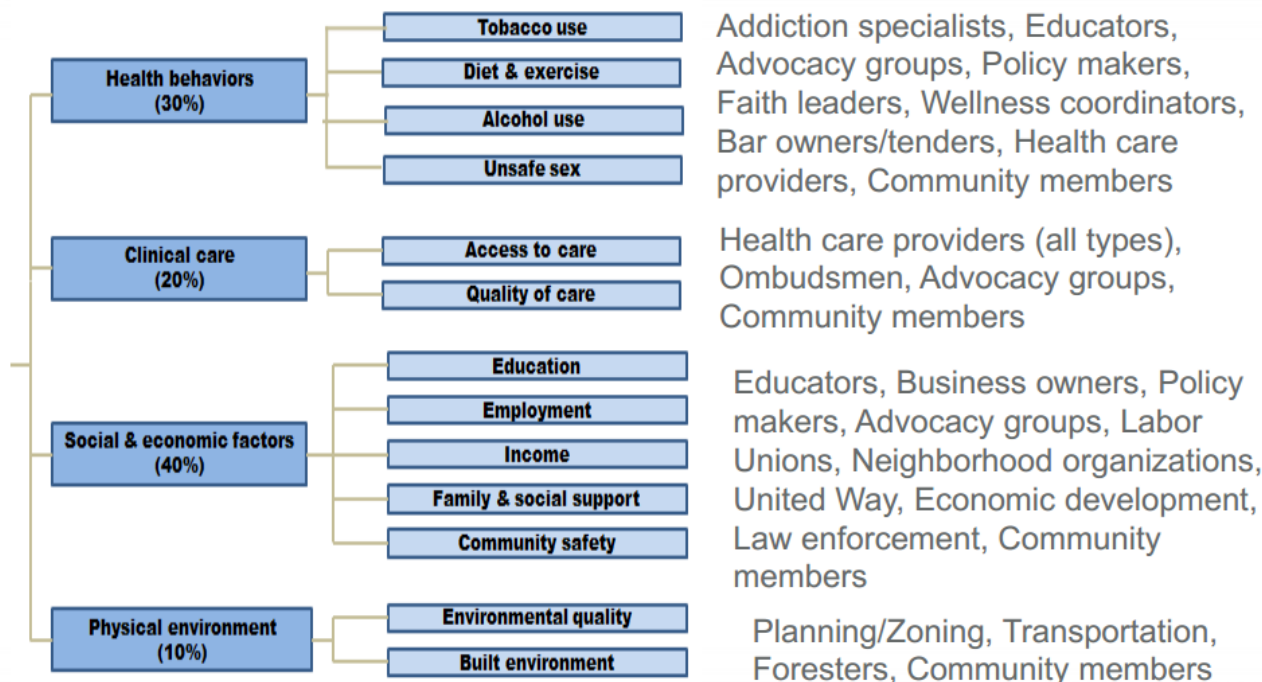 Health behaviors
(30%)
Tobacco use
Diet & exercise
Alcohol use
Unsafe sex
Addiction specialists, Educators,
Advocacy groups, Policy makers,
Faith leaders, Wellness coordinators,
Bar owners/tenders, Health care
providers, Community members
Clinical care
(20%)
Access to care
Quality of care
Health care providers (all types),
Ombudsmen, Advocacy groups,
Community members
Social & economic factors
(40%)
Education
Employment
Income
Family & social support
Community safety
Educators, Business owners, Policy
makers, Advocacy groups, Labor
Unions, Neighborhood organizations,
United Way, Economic development,
Law enforcement, Community
members
Physical environment
(10%)
Environmental quality
Built environment
Planning/Zoning, Transportation,
Foresters, Community members